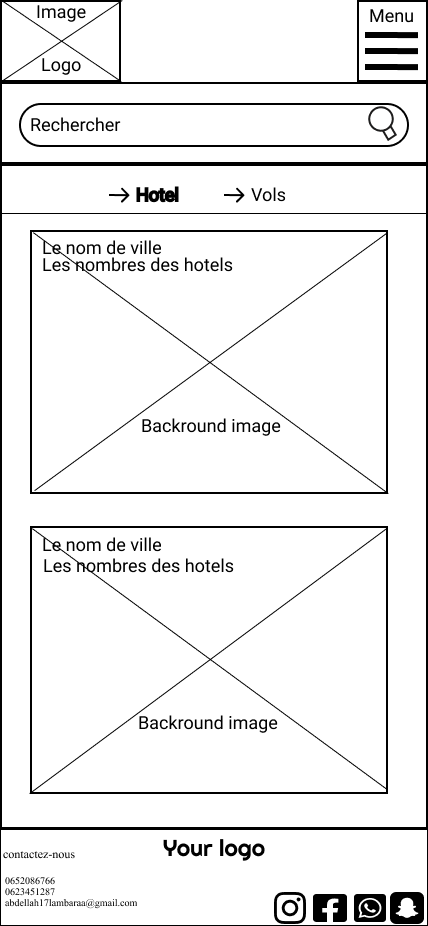 Image
Logo
Menu
Rechercher
Hotel
Vols
Le nom de ville
Les nombres des hotels
Backround image
Le nom de ville
Les nombres des hotels
Backround image
Your logo
contactez-nous
0652086766
0623451287
abdellah17lambaraa@gmail.com